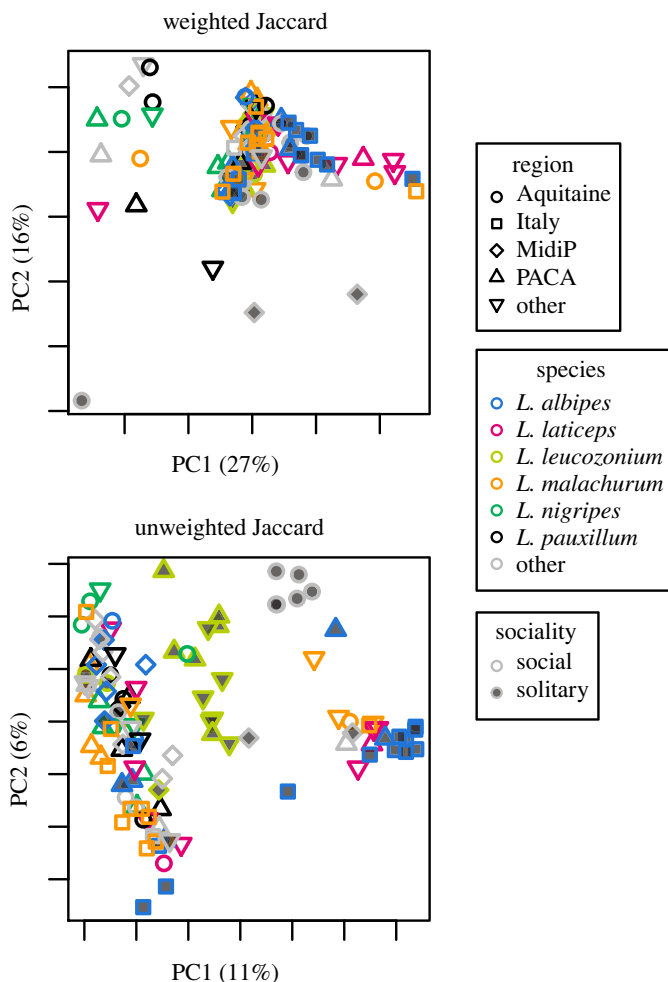 weighted Jaccard
PC2 (16%)
PC1 (27%)
region
Aquitaine
Italy
MidiP
PACA
other
species
L. albipes
L. laticeps
L. leucozonium
L. malachurum
L. nigripes
L. pauxillum
other
unweighted Jaccard
PC2 (6%)
PC1 (11%)
sociality
social
solitary